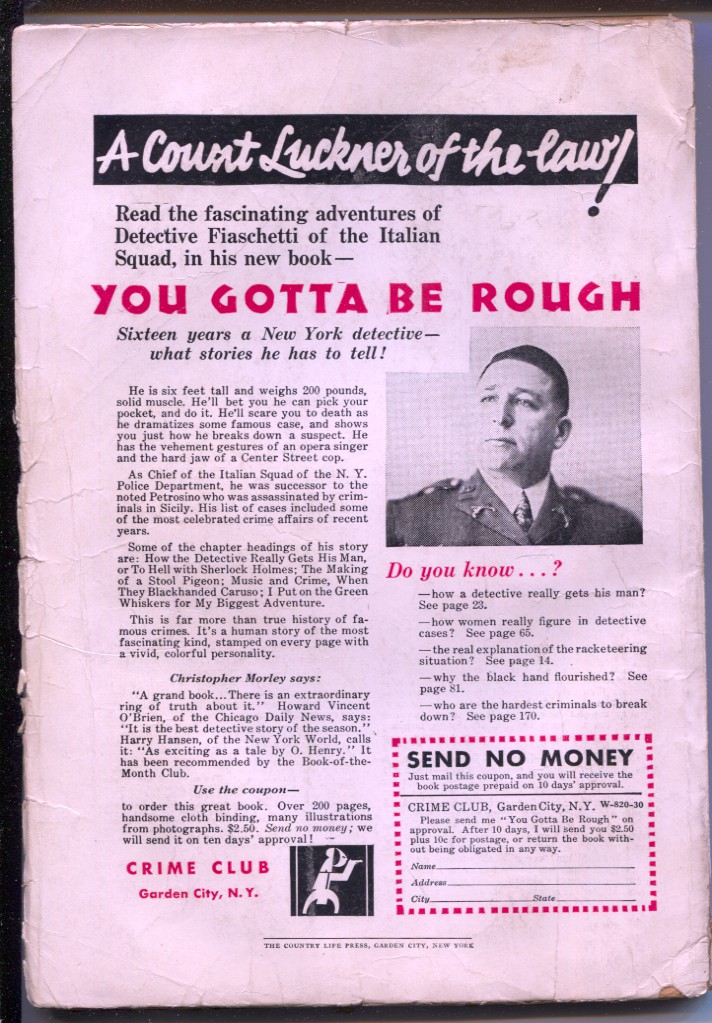 A Count Luckner of the law!
Read the fascinating adventures of
Detective Fiaschetti of the Italian
Squad, in his new book—
YOU GOTTA BE ROUGH
Sixteen years a New York detective—
what stories he has to tell!
He is six feet tall and weighs 200 pounds,
solid muscle. He'll bet you he can pick your
pocket, and do it. He'll scare you to death as
he dramatizes some famous case, and shows
you just how he breaks down a suspect. He
has the vehement gestures of an opera singer
and the hard jaw of a Center Street cop.
As Chief of the Italian Squad of the N. Y.
Police Department, he was successor to the
noted Petrosino who was assassinated by crim-
inals in Sicily. His list of cases included some
of the most celebrated crime affairs of recent
years.
Some of the chapter headings of his story
are: How the Detective Really Gets His Man,
or To Hell with Sherlock Holmes; The Making
of a Stool Pigeon; Music and Crime, When
They Blackhanded Caruso; I Put on the Green
Whiskers for My Biggest Adventure.
This is far more than true history of fa-
mous crimes. It's a human story of the most
fascinating kind, stamped on every page with
a vivid, colorful personality.
Christopher Morley says:
"A grand book...There is an extraordinary
ring of truth about it." Howard Vincent
O'Brien, of the Chicago Daily News, says:
"It is the best detective story of the season."
Harry Hansen, of the New York World, calls
it: "As exciting as a tale by O. Henry." It
has been recommended by the Book-of-the-
Month Club.
Use the coupon—
to order this great book. Over 200 pages,
handsome cloth binding, many illustrations
from photographs. $2.50. Send no money; we
will send it on ten days' approval!
CRIME CLUB
Garden City, N. Y.
Do you know...?
—how a detective really gets his man?
See page 23.
—how women really figure in detective
cases? See page 65.
—the real explanation of the racketeering
situation? See page 14.
—why the black hand flourished? See
page 81.
—who are the hardest criminals to break
down? See page 170.
SEND NO MONEY
Just mail this coupon, and you will receive the
book postage prepaid on 10 days' approval.
CRIME CLUB, Garden City, N. Y. W-820-30
Please send me "You Gotta Be Rough" on
approval. After 10 days, I will send you $2.50
plus 10c for postage, or return the book with-
out being obligated in any way.
Name
Address
City State
THE COUNTRY LIFE PRESS, GARDEN CITY, NEW YORK